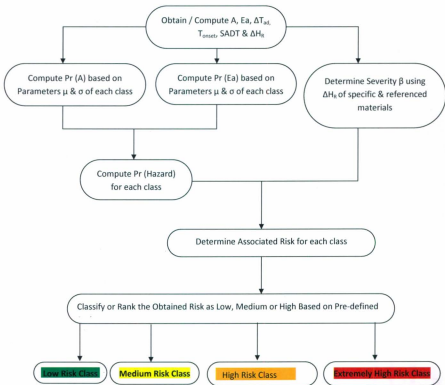 Obtain / Compute A, Ea, ΔTad,
Tonset, SADT & ΔHR
Compute Pr (A) based on
Parameters μ & σ of each class
Compute Pr (Ea) based on
Parameters μ & σ of each class
Determine Severity β using
ΔHR of specific & referenced
materials
Compute Pr (Hazard)
for each class
Determine Associated Risk for each class
Classify or Rank the Obtained Risk as Low, Medium or High Based on Pre-defined
Low Risk Class
Medium Risk Class
High Risk Class
Extremely High Risk Class